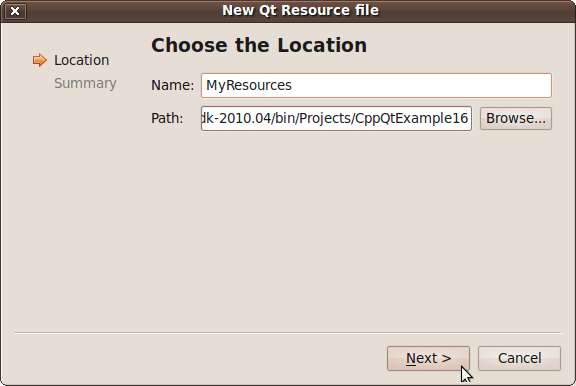 New Qt Resource file
Choose the Location
Location
Summary
Name: MyResources
Path: dk-2010.04/bin/Projects/CppQtExample16 Browse...
Next > Cancel